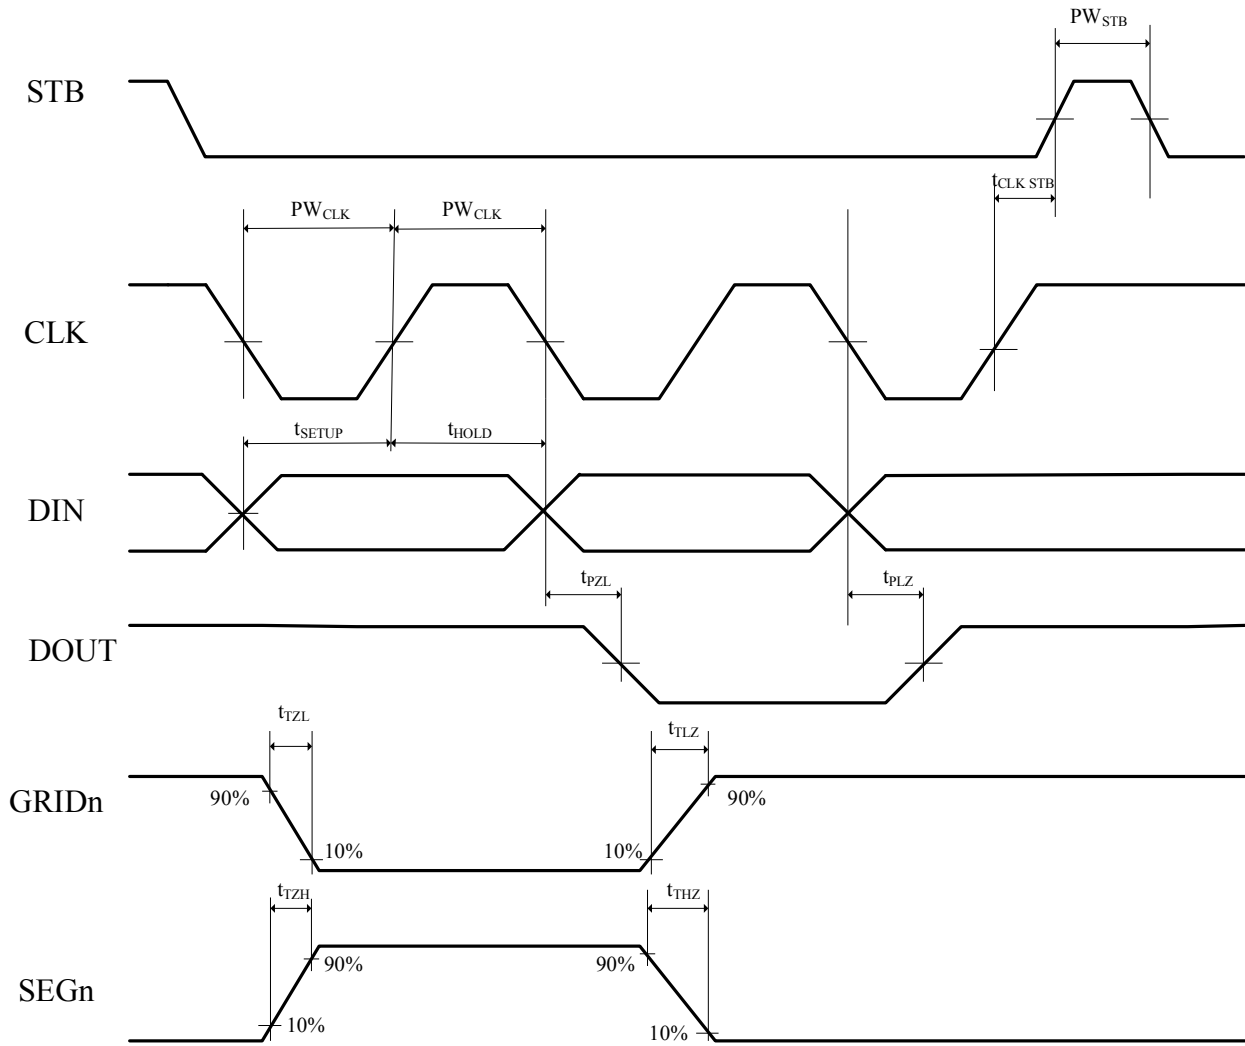 PW_STB
STB
t_CLK STB
PW_CLK PW_CLK
CLK
t_SETUP t_HOLD
DIN
t_PZL t_PLZ
DOUT
t_TZL t_TLZ
GRIDn
90% 90%
10% 10%
t_TZH t_THZ
90% 90%
SEGn
10% 10%